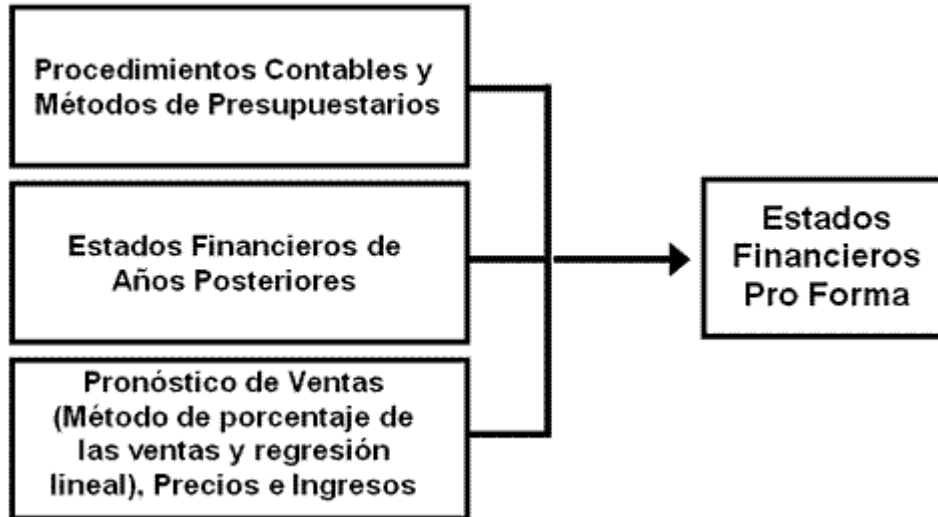 Procedimientos Contables y
Métodos de Presupuestarios
Estados Financieros de
Años Posteriores
Pronóstico de Ventas
(Método de porcentaje de
las ventas y regresión
lineal), Precios e Ingresos
Estados
Financieros
Pro Forma